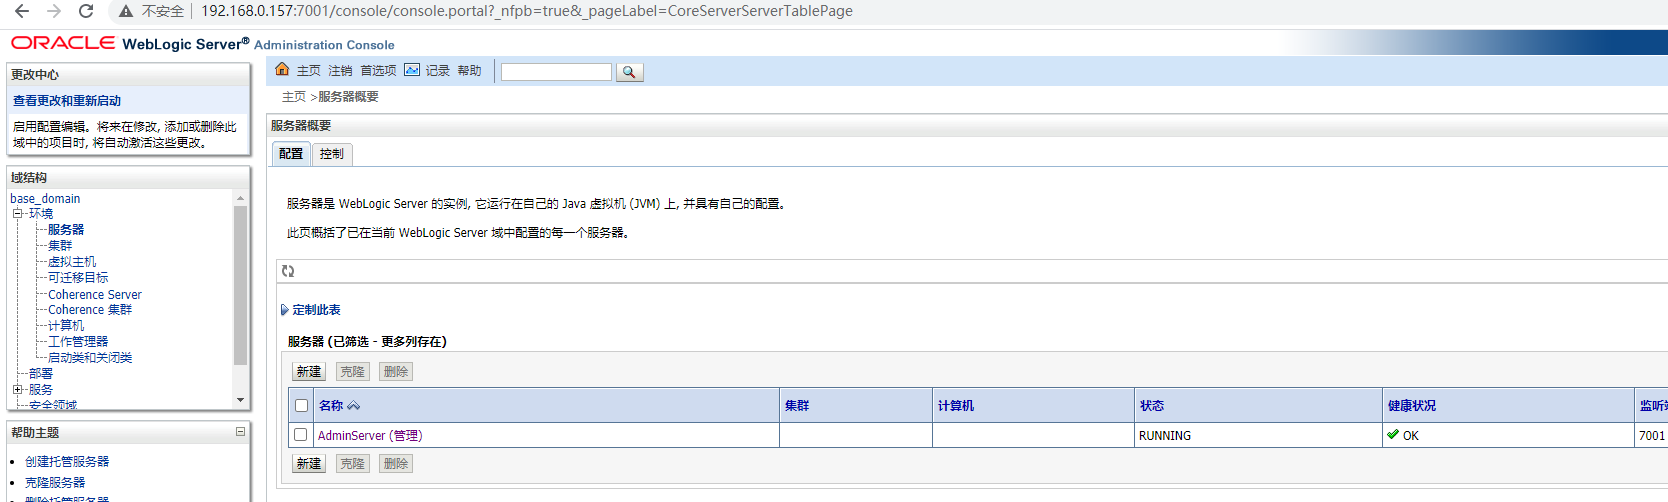 不安全 192.168.0.157:7001/console/console.portal?_nfpb=true&_pageLabel=CoreServerServerTablePage
ORACLE WebLogic Server® Administration Console
更改中心
查看更改和重新启动
启用配置编辑。将来在修改, 添加或删除此
域中的项目时, 将自动激活这些更改。
域结构
base_domain
环境
服务器
集群
虚拟主机
可迁移目标
Coherence Server
Coherence 集群
计算机
工作管理器
启动类和关闭类
部署
服务
安全领域
帮助主题
创建托管服务器
克隆服务器
删除托管服务器
主页 注销 首选项 记录 帮助
主页 >服务器概要
服务器概要
配置 控制
服务器是 WebLogic Server 的实例, 它运行在自己的 Java 虚拟机 (JVM) 上, 并具有自己的配置。
此页概括了已在当前 WebLogic Server 域中配置的每一个服务器。
定制此表
服务器 (已筛选 - 更多列存在)
新建 克隆 删除
名称 集群 计算机 状态 健康状况 监听
AdminServer (管理) RUNNING OK 7001
新建 克隆 删除